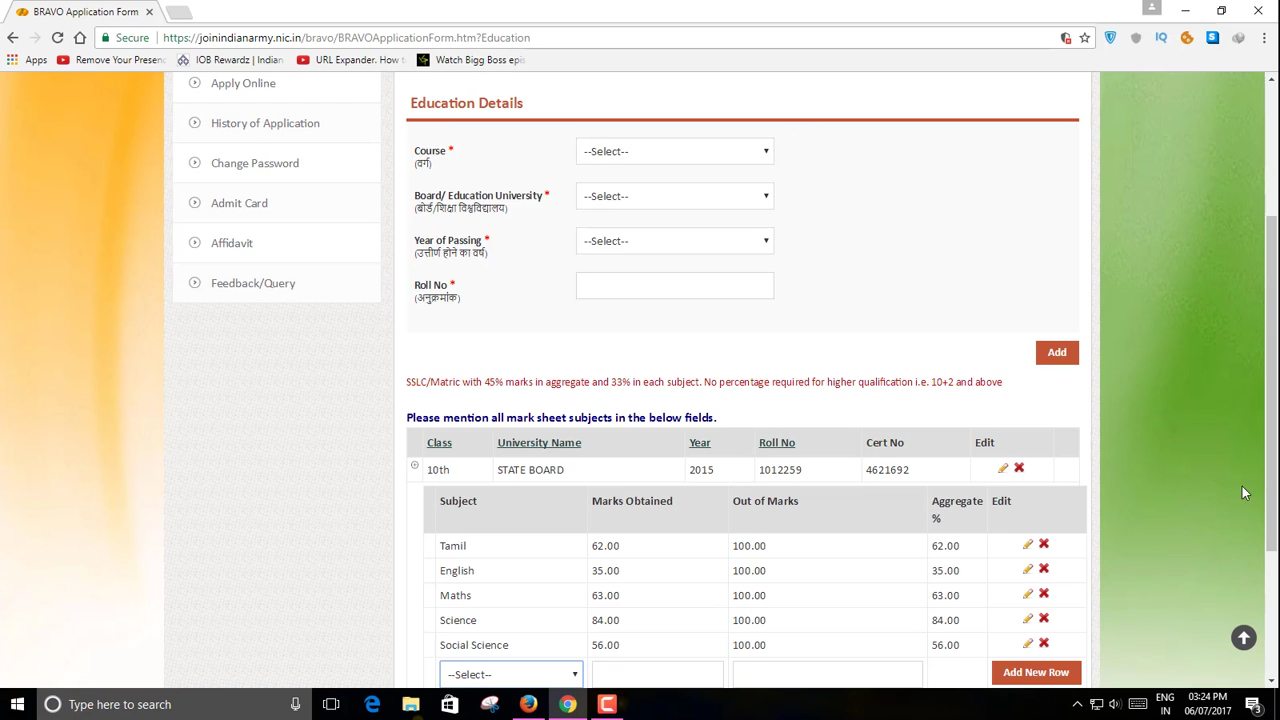 BRAVO Application Form
Secure https://joinindianarmy.nic.in/bravo/BRAVOApplicationForm.htm?Education
Apps Remove Your Presenc IOB Rewardz | Indian URL Expander. How t Watch Bigg Boss epis
Apply Online
History of Application
Change Password
Admit Card
Affidavit
Feedback/Query
Education Details
Course * --Select--
(वर्ग)
Board/ Education University * --Select--
(बोर्ड/शिक्षा विश्वविद्यालय)
Year of Passing * --Select--
(उत्तीर्ण होने का वर्ष)
Roll No *
(अनुक्रमांक)
Add
SSLC/Matric with 45% marks in aggregate and 33% in each subject. No percentage required for higher qualification i.e. 10+2 and above
Please mention all mark sheet subjects in the below fields.
Class University Name Year Roll No Cert No Edit
10th STATE BOARD 2015 1012259 4621692
Subject Marks Obtained Out of Marks Aggregate % Edit
Tamil 62.00 100.00 62.00
English 35.00 100.00 35.00
Maths 63.00 100.00 63.00
Science 84.00 100.00 84.00
Social Science 56.00 100.00 56.00
--Select-- Add New Row
Type here to search
ENG 03:24 PM
IN 06/07/2017 3